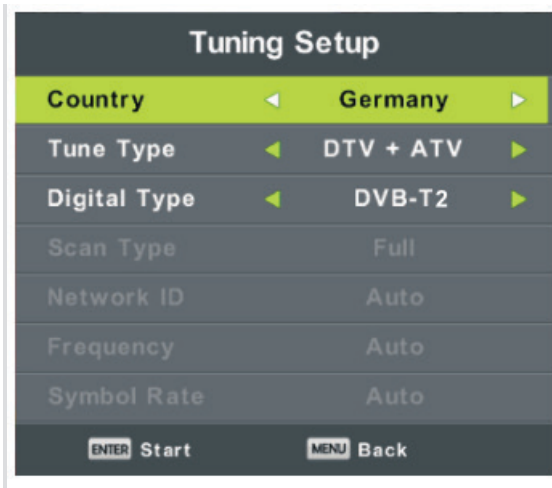 Tuning Setup
Country Germany
Tune Type DTV + ATV
Digital Type DVB-T2
Scan Type Full
Network ID Auto
Frequency Auto
Symbol Rate Auto
ENTER Start MENU Back